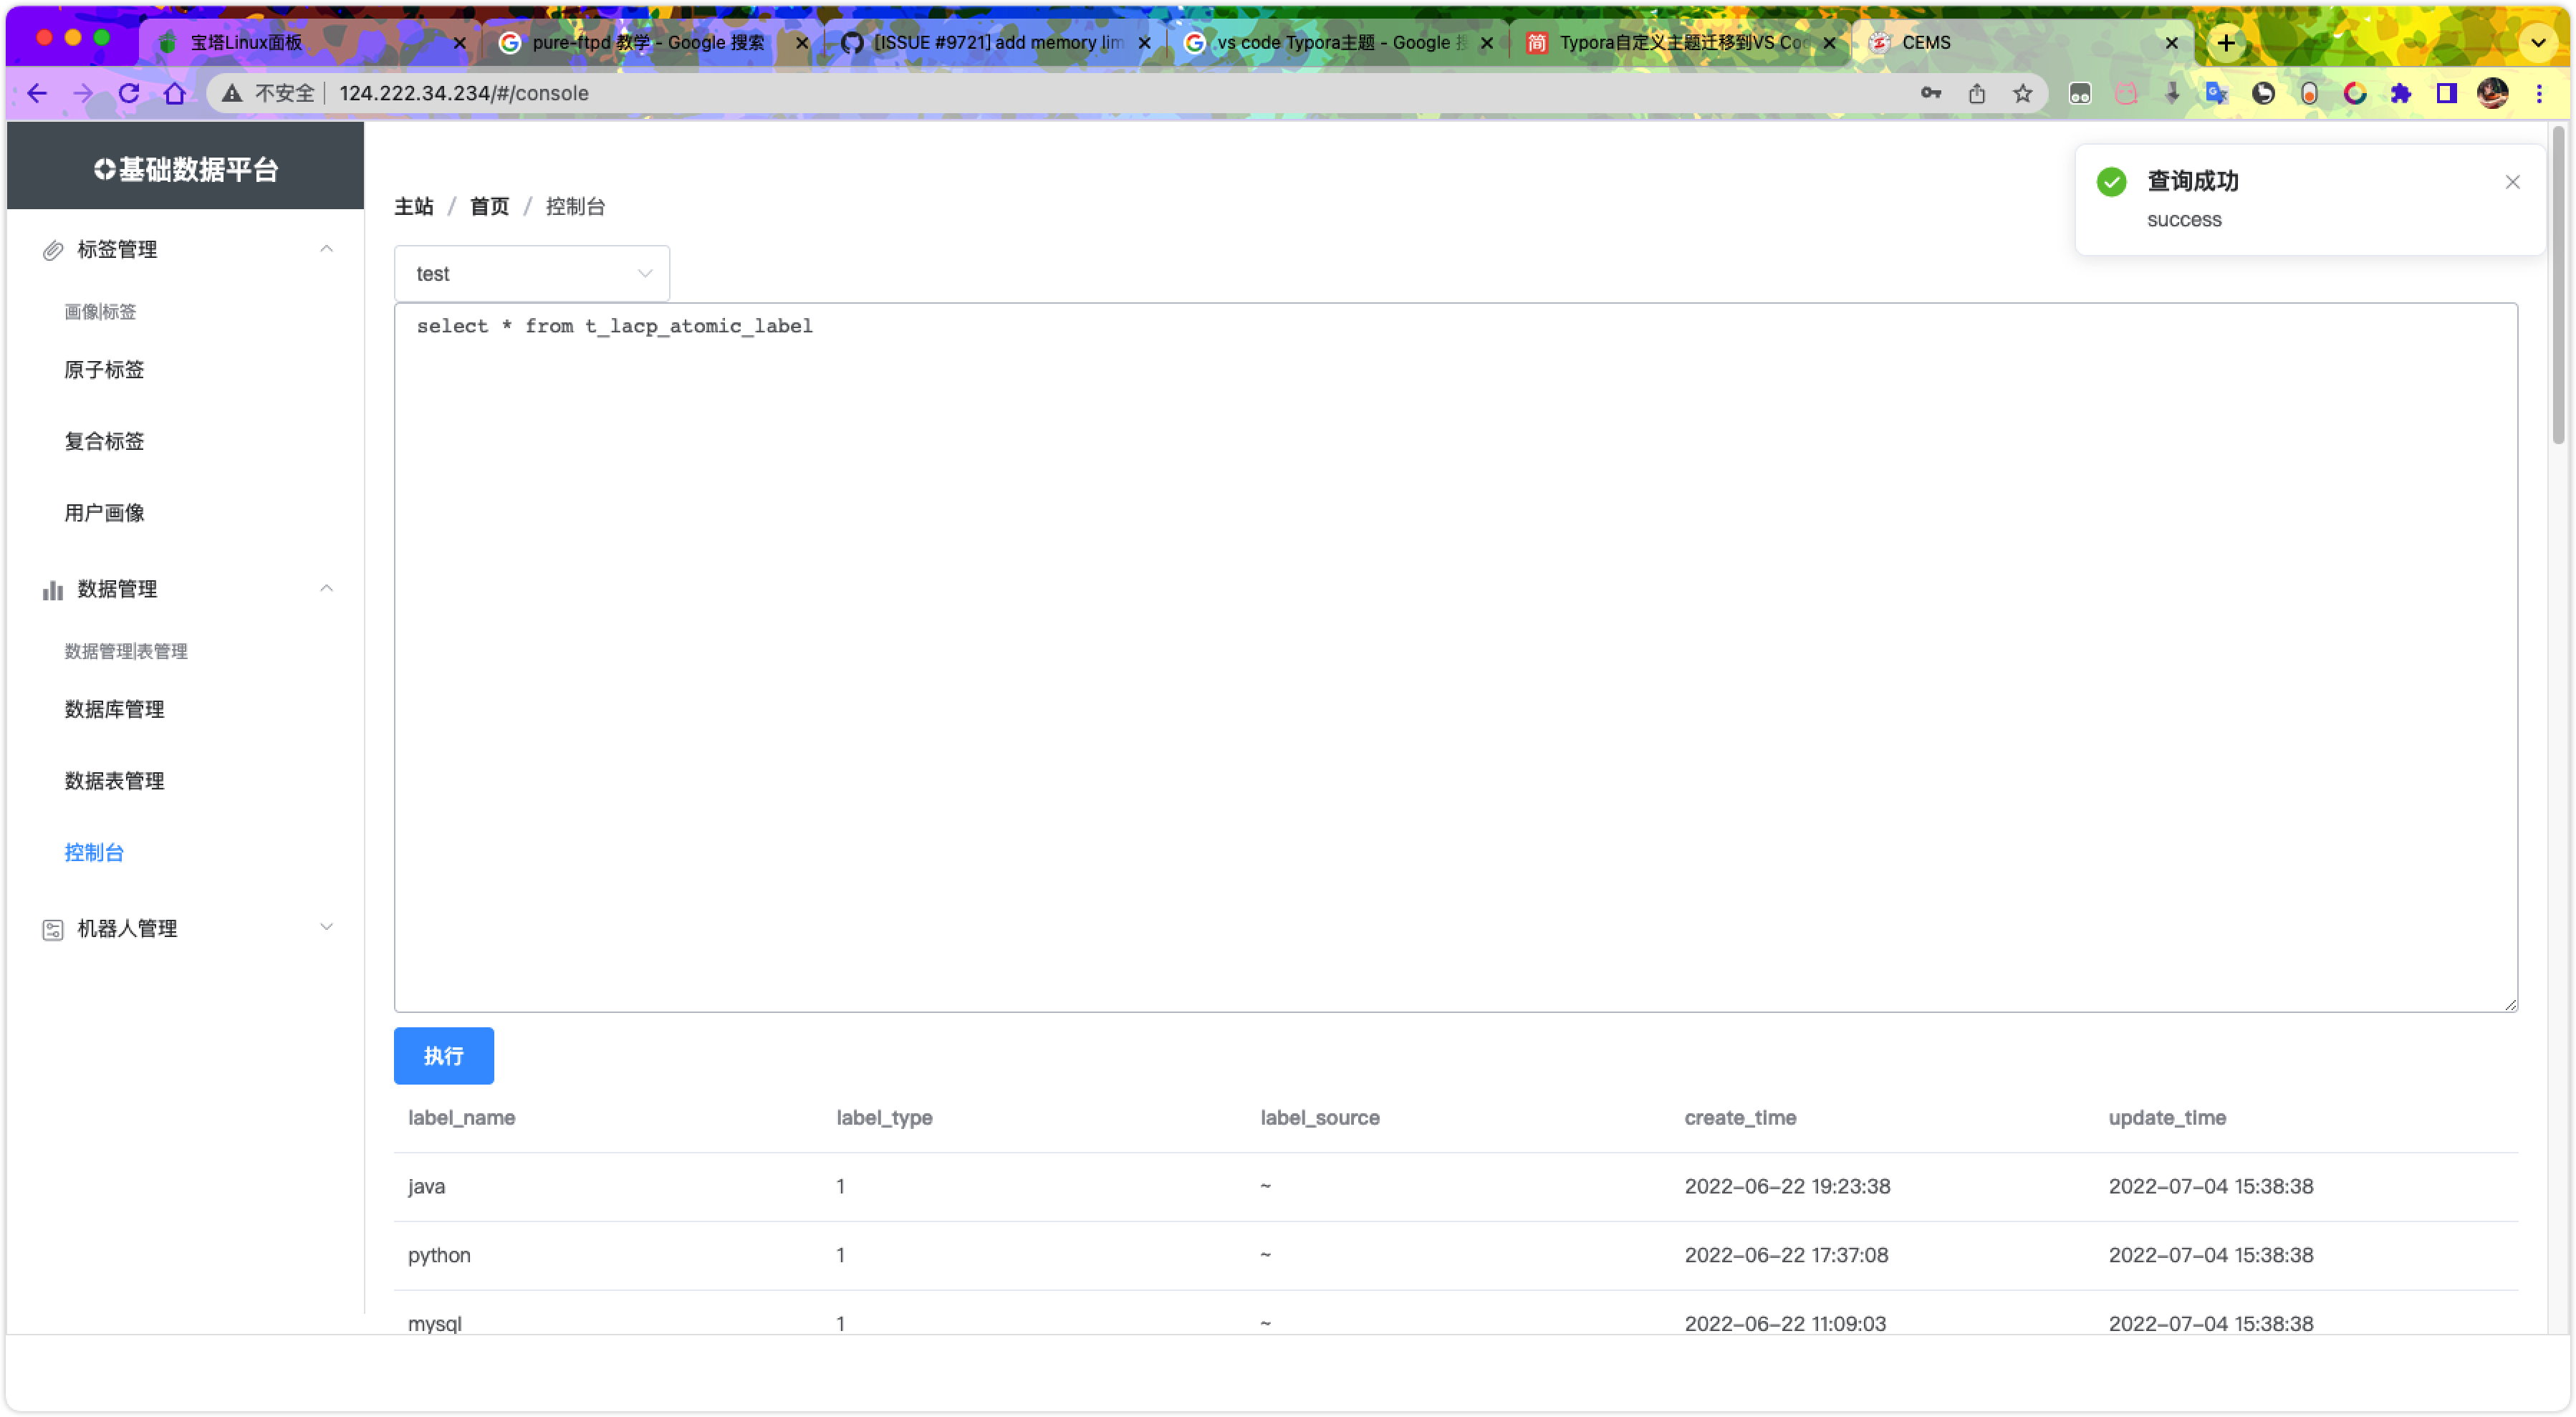 宝塔Linux面板
pure-ftpd 教学 - Google 搜索
[ISSUE #9721] add memory lim
vs code Typora主题 - Google 搜
简 Typora自定义主题迁移到VS Cod
CEMS
不安全 124.222.34.234/#/console
基础数据平台
标签管理
画像|标签
原子标签
复合标签
用户画像
数据管理
数据管理|表管理
数据库管理
数据表管理
控制台
机器人管理
主站 / 首页 / 控制台
查询成功
success
test
select * from t_lacp_atomic_label
执行
label_name label_type label_source create_time update_time
java 1 ~ 2022-06-22 19:23:38 2022-07-04 15:38:38
python 1 ~ 2022-06-22 17:37:08 2022-07-04 15:38:38
mysql 1 ~ 2022-06-22 11:09:03 2022-07-04 15:38:38